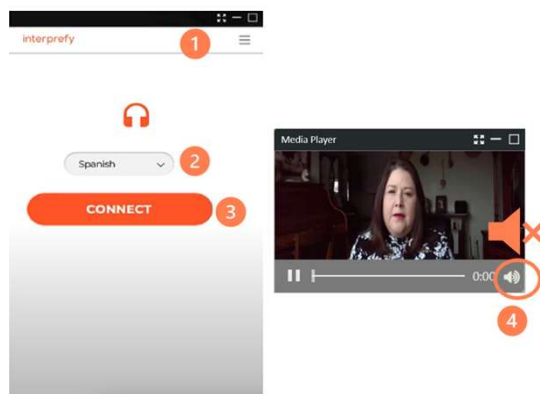 interprefy
1
Spanish
2
CONNECT
3
Media Player
0:00
4